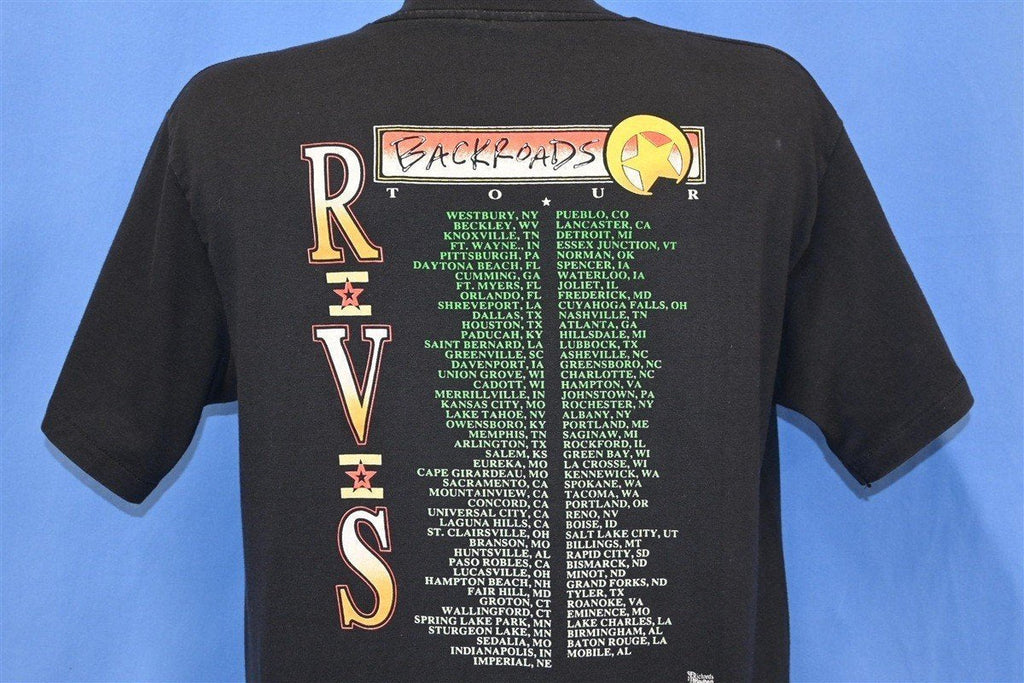 BACKROADS
TOUR
RVS
WESTBURY, NY
BECKLEY, WV
KNOXVILLE, TN
FT. WAYNE., IN
PITTSBURGH, PA
DAYTONA BEACH, FL
CUMMING, GA
FT. MYERS, FL
ORLANDO, FL
SHREVEPORT, LA
DALLAS, TX
HOUSTON, TX
PADUCAH, KY
SAINT BERNARD, LA
GREENVILLE, SC
DAVENPORT, IA
UNION GROVE, WI
CADOTT, WI
MERRILLVILLE, IN
KANSAS CITY, MO
LAKE TAHOE, NV
OWENSBORO, KY
MEMPHIS, TN
ARLINGTON, TX
SALEM, KS
EUREKA, MO
CAPE GIRARDEAU, MO
SACRAMENTO, CA
MOUNTAINVIEW, CA
CONCORD, CA
UNIVERSAL CITY, CA
LAGUNA HILLS, CA
ST. CLAIRSVILLE, OH
BRANSON, MO
HUNTSVILLE, AL
PASO ROBLES, CA
LUCASVILLE, OH
HAMPTON BEACH, NH
FAIR HILL, MD
GROTON, CT
WALLINGFORD, CT
SPRING LAKE PARK, MN
STURGEON LAKE, MN
SEDALIA, MO
INDIANAPOLIS, IN
IMPERIAL, NE
PUEBLO, CO
LANCASTER, CA
DETROIT, MI
ESSEX JUNCTION, VT
NORMAN, OK
SPENCER, IA
WATERLOO, IA
JOLIET, IL
FREDERICK, MD
CUYAHOGA FALLS, OH
NASHVILLE, TN
ATLANTA, GA
HILLSDALE, MI
LUBBOCK, TX
ASHEVILLE, NC
GREENSBORO, NC
CHARLOTTE, NC
HAMPTON, VA
JOHNSTOWN, PA
ROCHESTER, NY
ALBANY, NY
PORTLAND, ME
SAGINAW, MI
ROCKFORD, IL
GREEN BAY, WI
LA CROSSE, WI
KENNEWICK, WA
SPOKANE, WA
TACOMA, WA
PORTLAND, OR
RENO, NV
BOISE, ID
SALT LAKE CITY, UT
BILLINGS, MT
RAPID CITY, SD
BISMARCK, ND
MINOT, ND
GRAND FORKS, ND
TYLER, TX
ROANOKE, VA
EMINENCE, MO
LAKE CHARLES, LA
BIRMINGHAM, AL
BATON ROUGE, LA
MOBILE, AL